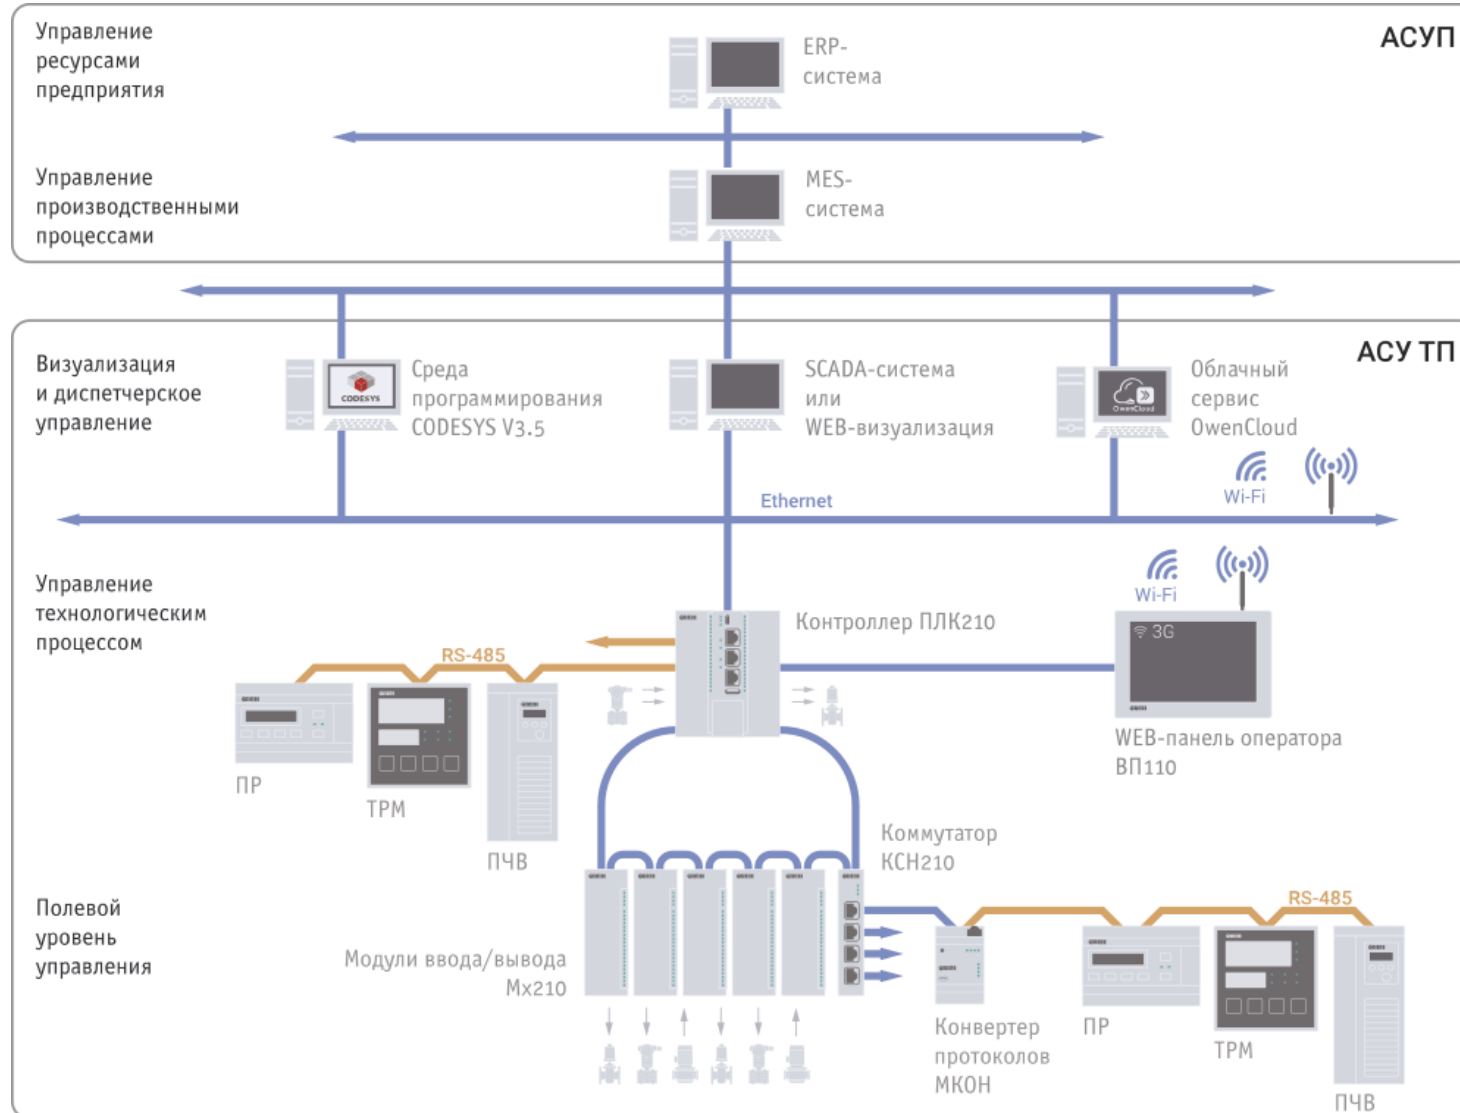 Управление
ресурсами
предприятия
ERP-
система
АСУП
Управление
производственными
процессами
MES-
система
АСУ ТП
Визуализация
и диспетчерское
управление
CODESYS
Среда
программирования
CODESYS V3.5
SCADA-система
или
WEB-визуализация
OwenCloud
Облачный
сервис
OwenCloud
Wi-Fi
Ethernet
Управление
технологическим
процессом
Контроллер ПЛК210
Wi-Fi
3G
RS-485
WEB-панель оператора
ВП110
ПР
ТРМ
ПЧВ
Коммутатор
КСН210
Полевой
уровень
управления
Модули ввода/вывода
Мх210
RS-485
Конвертер
протоколов
МКОН
ПР
ТРМ
ПЧВ